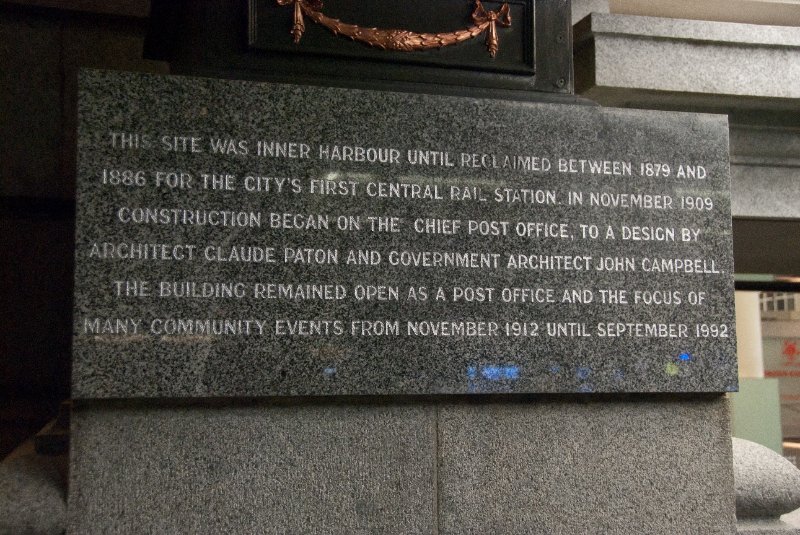 THIS SITE WAS INNER HARBOUR UNTIL RECLAIMED BETWEEN 1879 AND
1886 FOR THE CITY'S FIRST CENTRAL RAIL STATION. IN NOVEMBER 1909
CONSTRUCTION BEGAN ON THE CHIEF POST OFFICE, TO A DESIGN BY
ARCHITECT CLAUDE PATON AND GOVERNMENT ARCHITECT JOHN CAMPBELL.
THE BUILDING REMAINED OPEN AS A POST OFFICE AND THE FOCUS OF
MANY COMMUNITY EVENTS FROM NOVEMBER 1912 UNTIL SEPTEMBER 1992